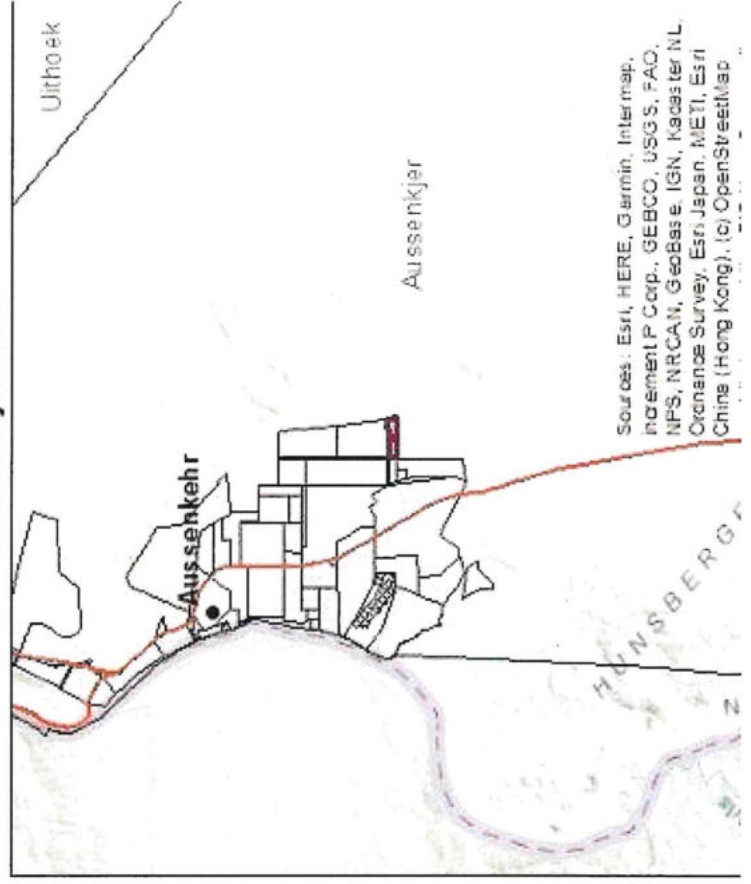 Uithoek
Aussenkehr
Aussenkjer
Sources: Esri, HERE, Garmin, Intermap,
increment P Corp., GEBCO, USGS, FAO,
NPS, NRCAN, GeoBase, IGN, Kadaster NL,
Ordnance Survey, Esri Japan, METI, Esri
China (Hong Kong), (c) OpenStreetMap
HUNSBERGE
N